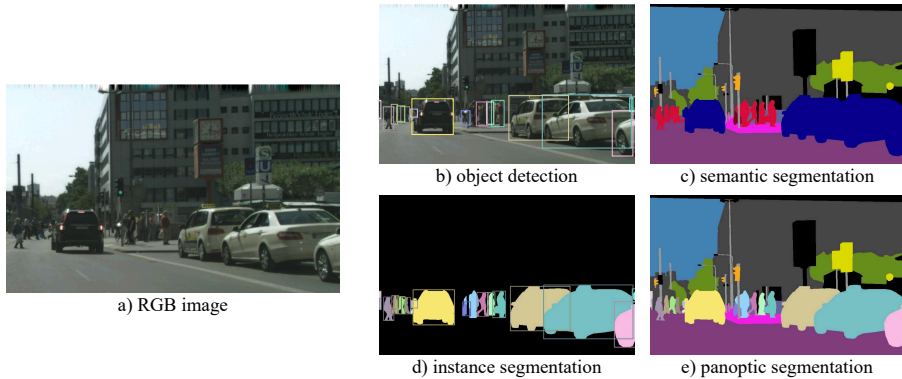 a) RGB image
b) object detection
c) semantic segmentation
d) instance segmentation
e) panoptic segmentation
S
U